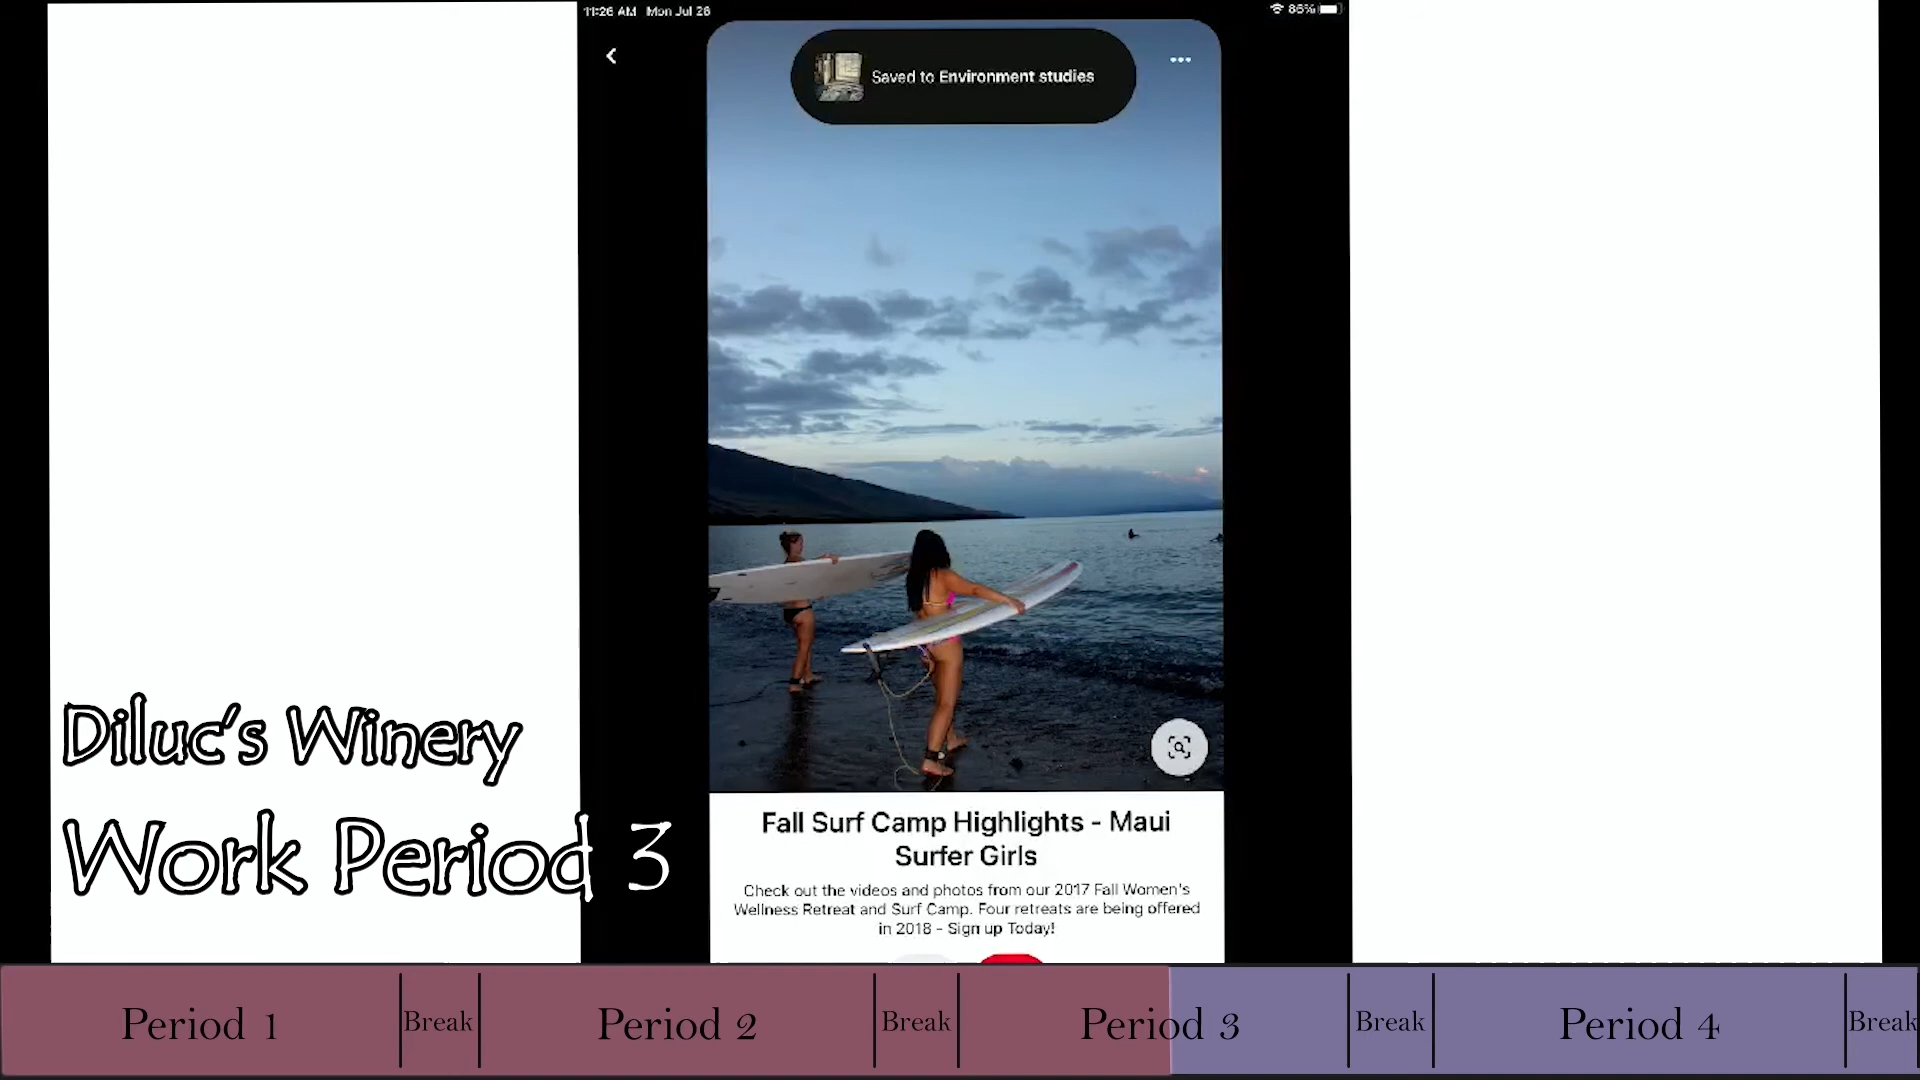 11:26 AM Mon Jul 26
86%
Saved to Environment studies
Fall Surf Camp Highlights - Maui
Surfer Girls
Check out the videos and photos from our 2017 Fall Women's
Wellness Retreat and Surf Camp. Four retreats are being offered
in 2018 - Sign up Today!
Diluc's Winery
Work Period 3
Period 1 Break Period 2 Break Period 3 Break Period 4 Break